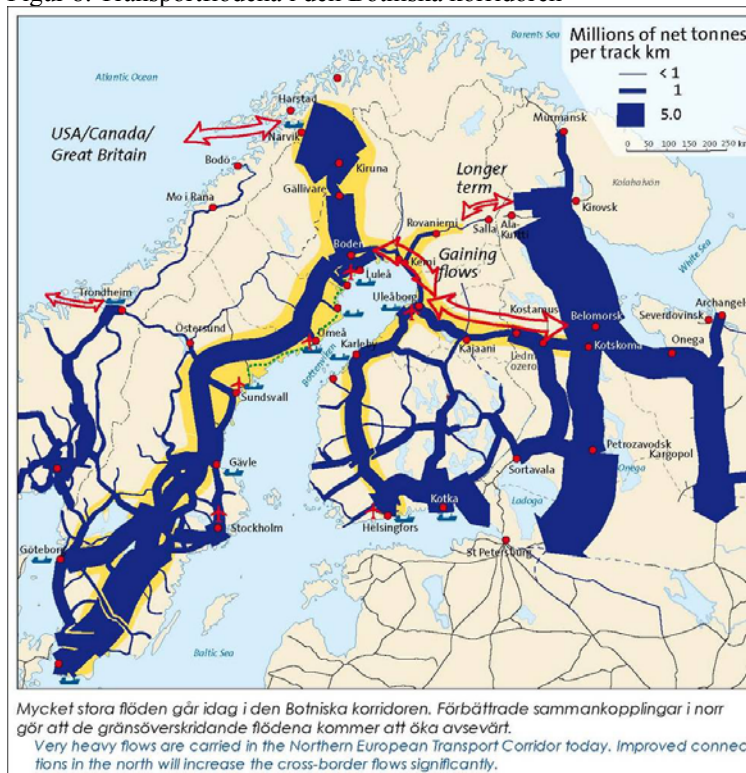 Figur 6. Transportflödena i den Botniska korridoren
Barents Sea
Millions of net tonnes
per track km
< 1
1
5.0
0 50 100 150 200 250 km
Atlantic Ocean
Harstad
Narvik
USA/Canada/
Great Britain
Murmansk
Bodö
Kiruna
Longer
term
Kolahalvön
Mo i Rana
Gällivare
Kirovsk
Rovaniemi
Salla
Ala-
Kurtti
Boden
Kemi
Gaining
flows
White Sea
Luleå
Trondheim
Uleåborg
Kostamus
Belomorsk
Archangel
Severdovinsk
Östersund
Umeå
Karleby
Bottenviken
Kajaani
Ledm
ozero
Kotskoma
Onega
Sundsvall
Petrozavodsk
Kargopol
Gävle
Sortavala
Onega
Kotka
Ladoga
Stockholm
Helsingfors
Göteborg
St Petersburg
Baltic Sea
Mycket stora flöden går idag i den Botniska korridoren. Förbättrade sammankopplingar i norr
gör att de gränsöverskridande flödena kommer att öka avsevärt.
Very heavy flows are carried in the Northern European Transport Corridor today. Improved connec-
tions in the north will increase the cross-border flows significantly.